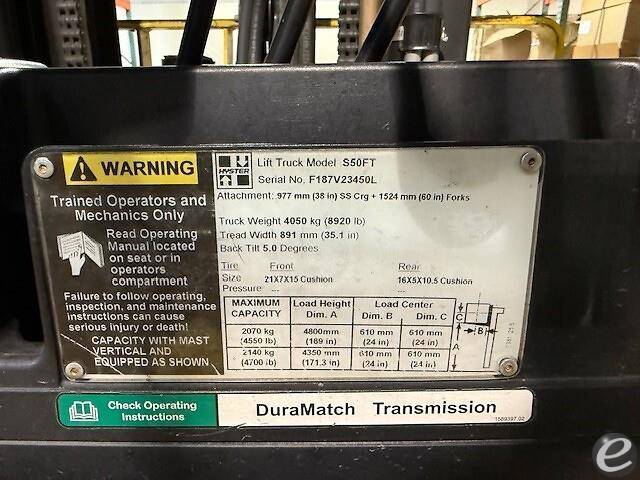 WARNING
Trained Operators and
Mechanics Only
Read Operating
Manual located
on seat or in
operators
compartment
Failure to follow operating,
inspection, and maintenance
instructions can cause
serious injury or death!
CAPACITY WITH MAST
VERTICAL AND
EQUIPPED AS SHOWN
HYSTER
Lift Truck Model S50FT
Serial No. F187V23450L
Attachment: 977 mm (38 in) SS Crg + 1524 mm (60 in) Forks
Truck Weight 4050 kg (8920 lb)
Tread Width 891 mm (35.1 in)
Back Tilt 5.0 Degrees
Tire Front Rear
Size 21X7X15 Cushion 16X5X10.5 Cushion
Pressure --- ---
MAXIMUM CAPACITY Load Height Dim. A Load Center Dim. B Dim. C
2070 kg 4800mm 610 mm 610 mm
(4550 lb) (189 in) (24 in) (24 in)
2140 kg 4350 mm 610 mm 610 mm
(4700 lb) (171.3 in) (24 in) (24 in)
C
B
A
Check Operating
Instructions
DuraMatch Transmission
1589397.02
e